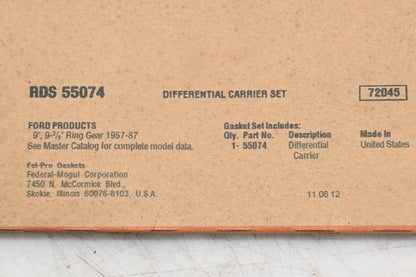 RDS 55074 DIFFERENTIAL CARRIER SET 72045
FORD PRODUCTS
9", 9-3/8" Ring Gear 1957-87
See Master Catalog for complete model data.
Gasket Set Includes:
Qty. Part No. Description
1- 55074 Differential
Carrier
Made in
United States
Fel-Pro Gaskets
Federal-Mogul Corporation
7450 N. McCormick Blvd.,
Skokie, Illinois 60076-8103, U.S.A.
11 08 12